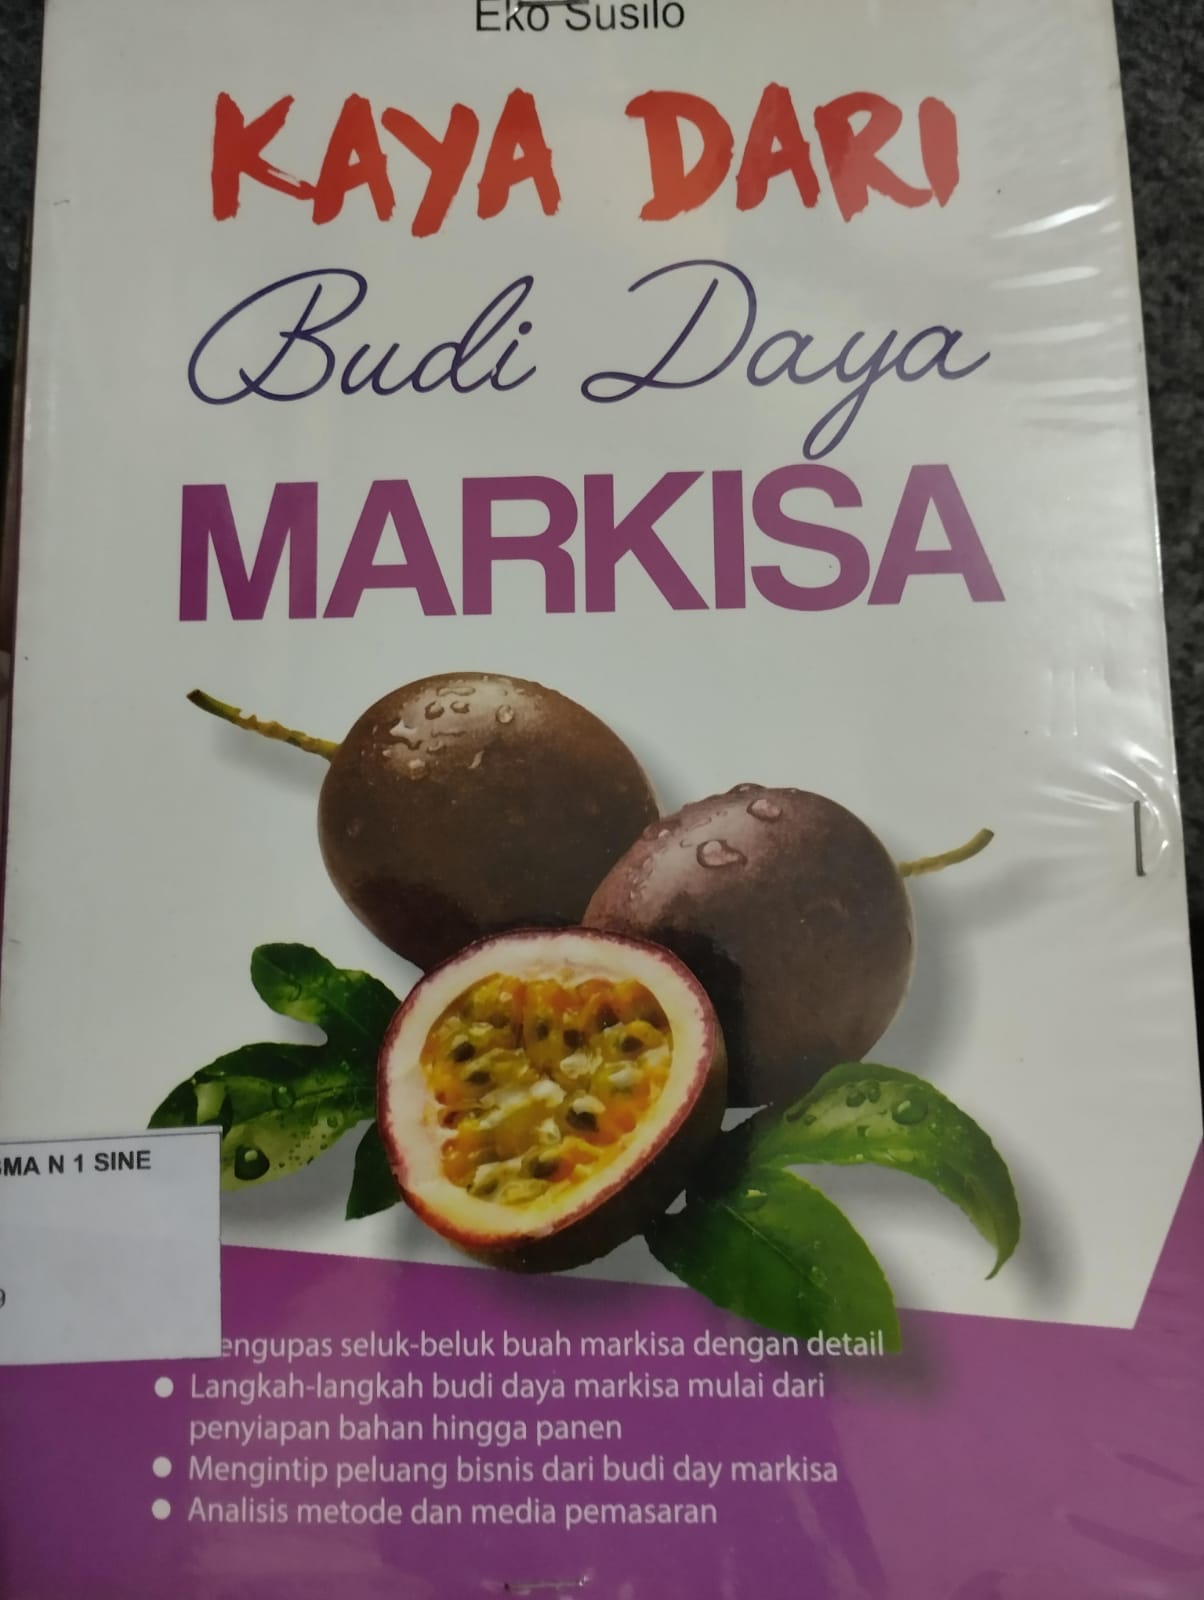 Eko Susilo
KAYA DARI
Budi Daya
MARKISA
SMA N 1 SINE
9
engupas seluk-beluk buah markisa dengan detail
Langkah-langkah budi daya markisa mulai dari
penyiapan bahan hingga panen
Mengintip peluang bisnis dari budi day markisa
Analisis metode dan media pemasaran